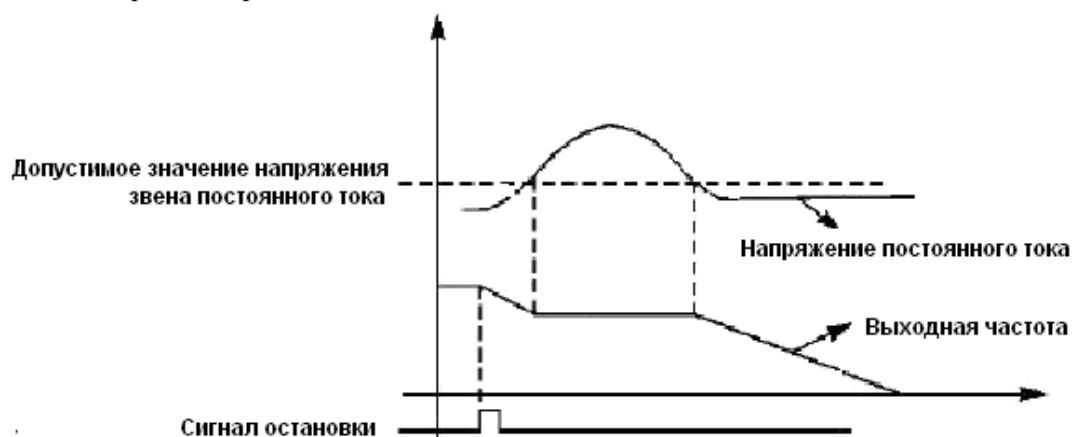 Допустимое значение напряжения
звена постоянного тока
Напряжение постоянного тока
Выходная частота
Сигнал остановки